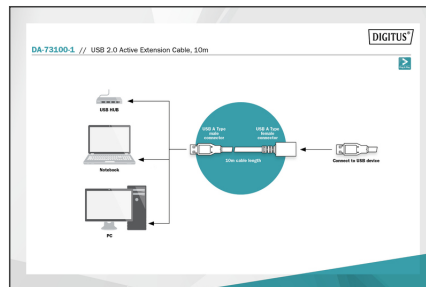 DIGITUS®
DA-73100-1 // USB 2.0 Active Extension Cable, 10m
USB HUB
USB A Type
male
connector
USB A Type
female
connector
10m cable length
Notebook
Connect to USB device
PC